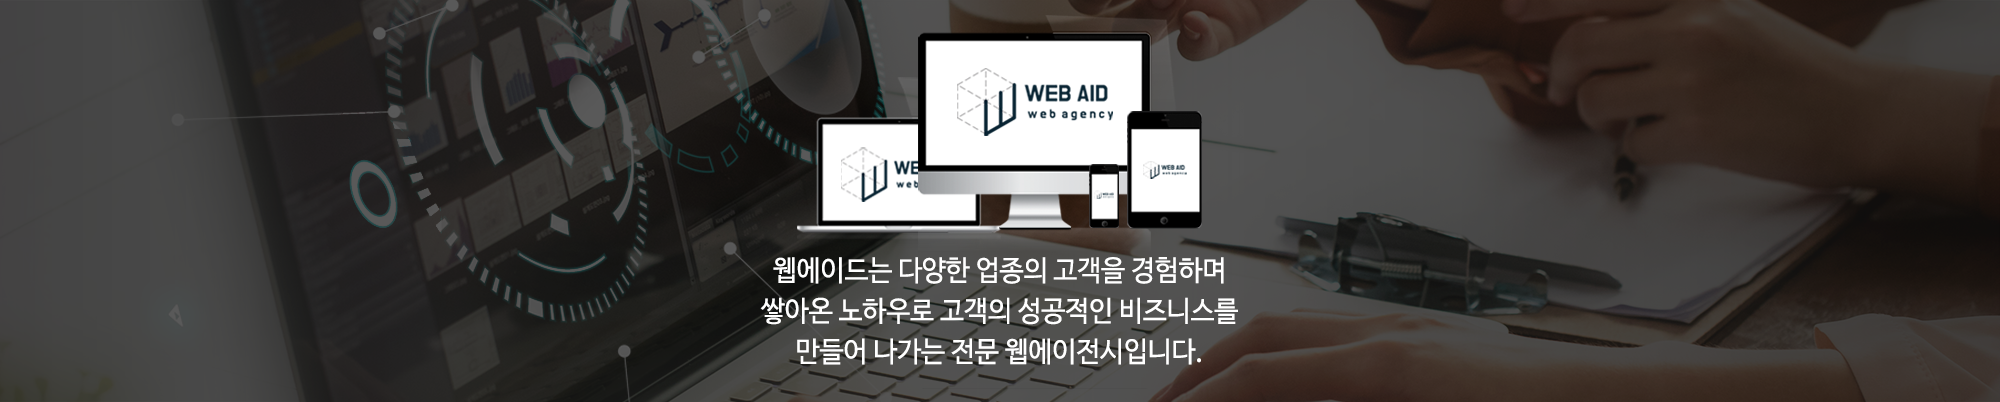 WEB AID
web agency
WE
web
WEB AID
web agency
WEB AID
웹에이드는 다양한 업종의 고객을 경험하며
쌓아온 노하우로 고객의 성공적인 비즈니스를
만들어 나가는 전문 웹에이전시입니다.